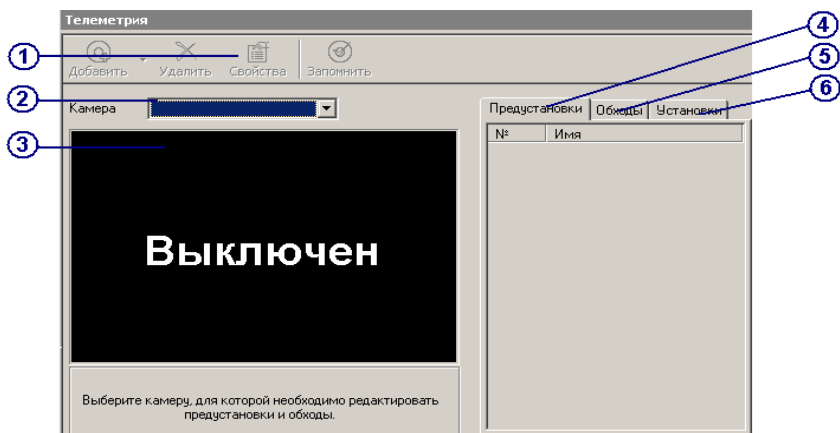 Телеметрия
4
1
Добавить Удалить Свойства Запомнить
5
2
Камера
6
Предустановки Обходы Установки
3
№ Имя
Выключен
Выберите камеру, для которой необходимо редактировать
предустановки и обходы.